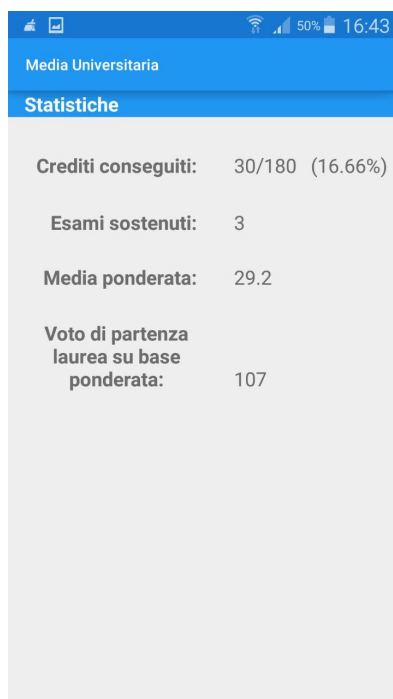 50% 16:43
Media Universitaria
Statistiche
Crediti conseguiti: 30/180 (16.66%)
Esami sostenuti: 3
Media ponderata: 29.2
Voto di partenza
laurea su base
ponderata: 107